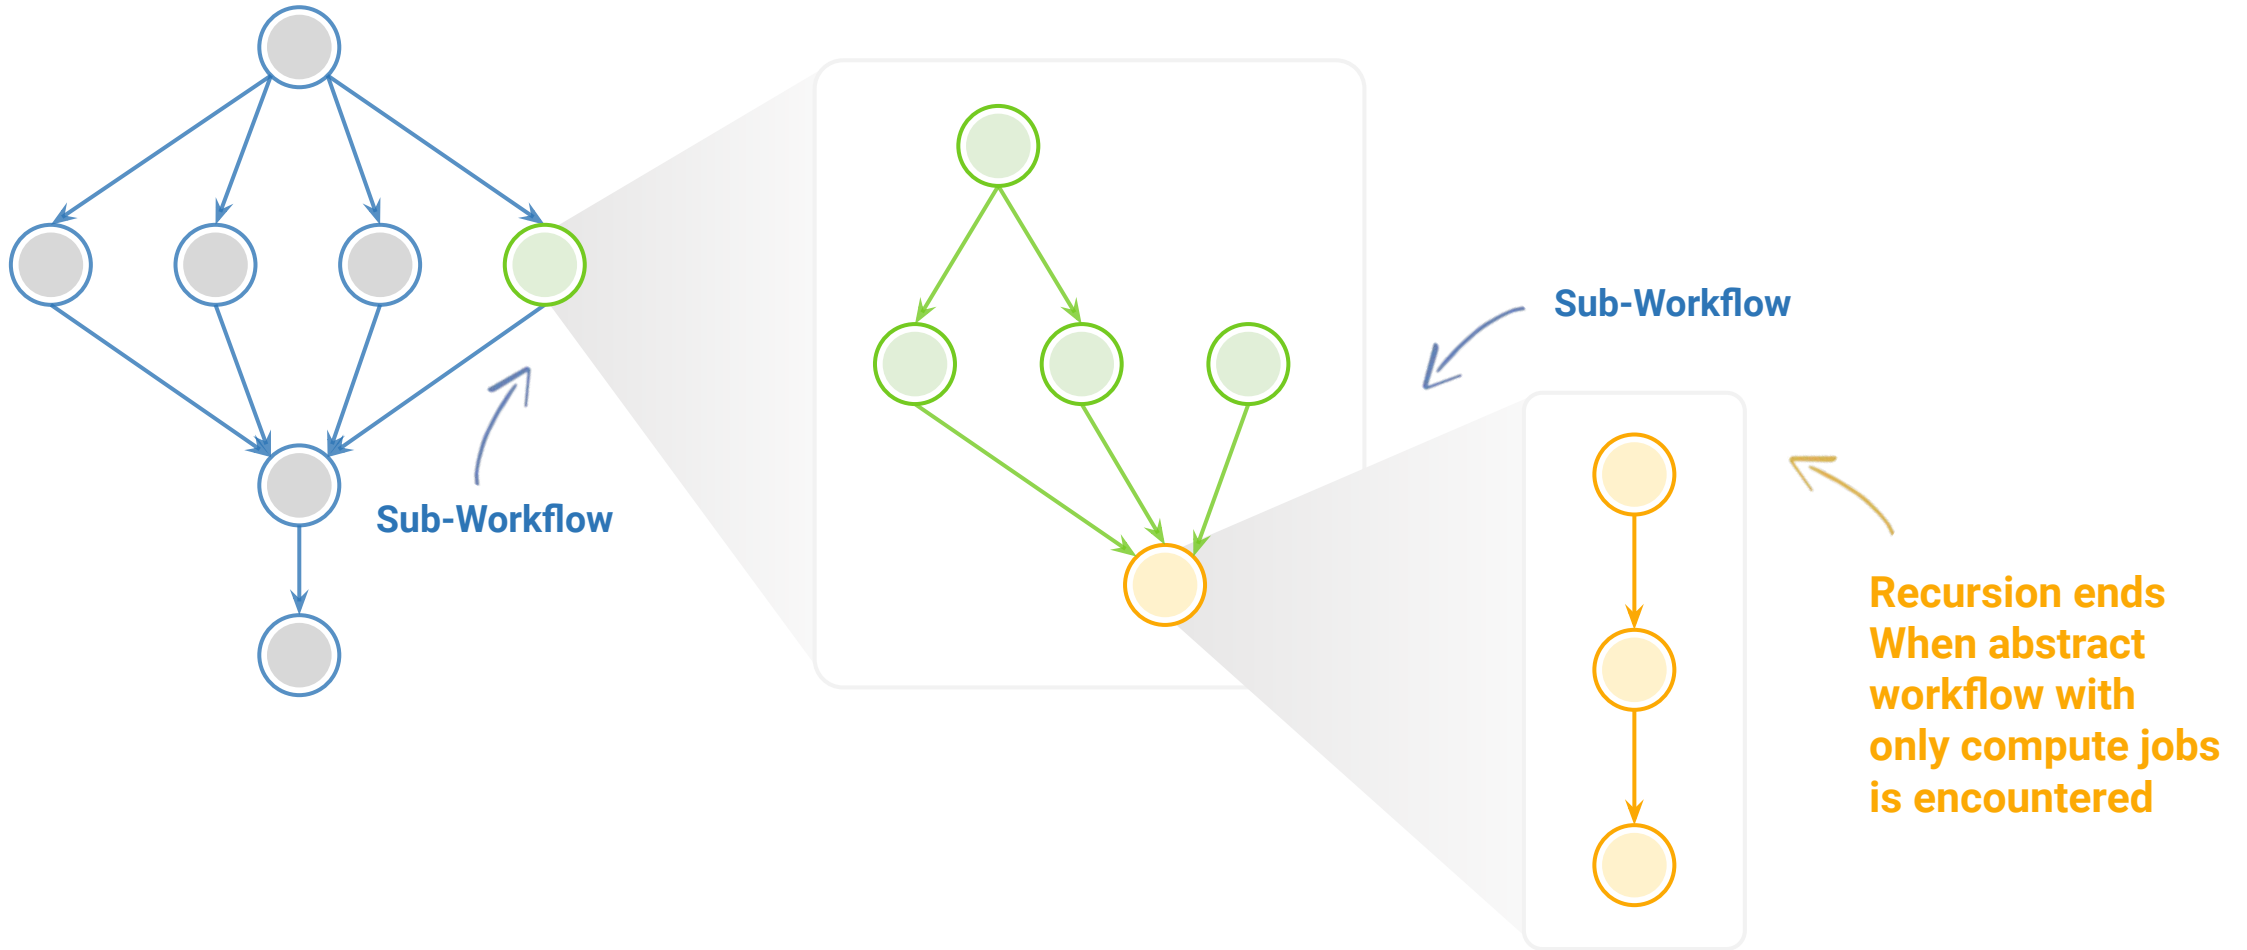 Sub-Workflow
Sub-Workflow
Recursion ends
When abstract
workflow with
only compute jobs
is encountered